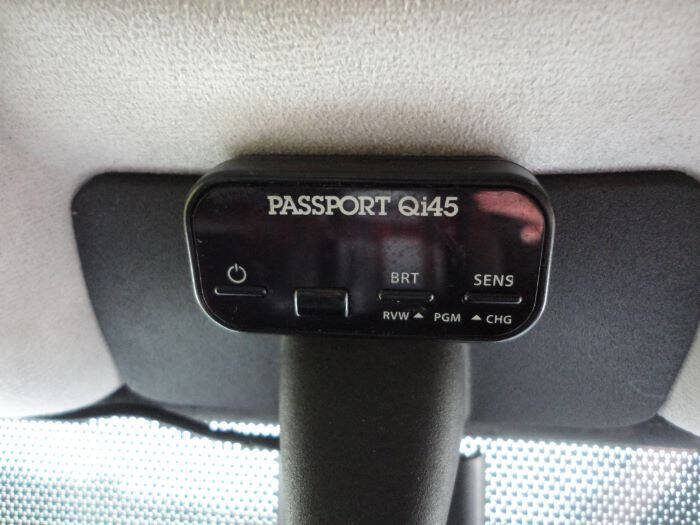 PASSPORT Qi45
BRT SENS
RVW ▲ PGM ▲ CHG